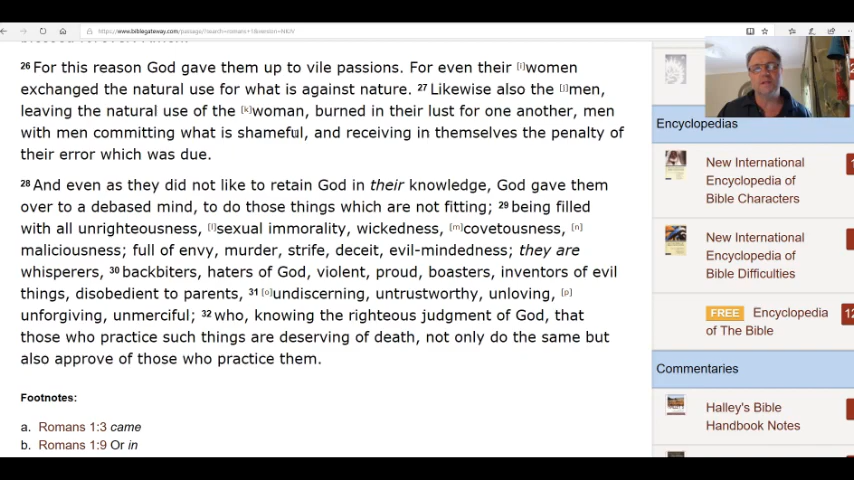 https://www.biblegateway.com/passage/?search=romans+1&version=NKJV
26 For this reason God gave them up to vile passions. For even their [i]women
exchanged the natural use for what is against nature. 27 Likewise also the [j]men,
leaving the natural use of the [k]woman, burned in their lust for one another, men
with men committing what is shameful, and receiving in themselves the penalty of
their error which was due.
28 And even as they did not like to retain God in their knowledge, God gave them
over to a debased mind, to do those things which are not fitting; 29 being filled
with all unrighteousness, [l]sexual immorality, wickedness, [m]covetousness, [n]
maliciousness; full of envy, murder, strife, deceit, evil-mindedness; they are
whisperers, 30 backbiters, haters of God, violent, proud, boasters, inventors of evil
things, disobedient to parents, 31 [o]undiscerning, untrustworthy, unloving, [p]
unforgiving, unmerciful; 32 who, knowing the righteous judgment of God, that
those who practice such things are deserving of death, not only do the same but
also approve of those who practice them.
Footnotes:
a. Romans 1:3 came
b. Romans 1:9 Or in
Encyclopedias
New International
Encyclopedia of
Bible Characters
New International
Encyclopedia of
Bible Difficulties
FREE Encyclopedia
of The Bible
Commentaries
Halley's Bible
Handbook Notes